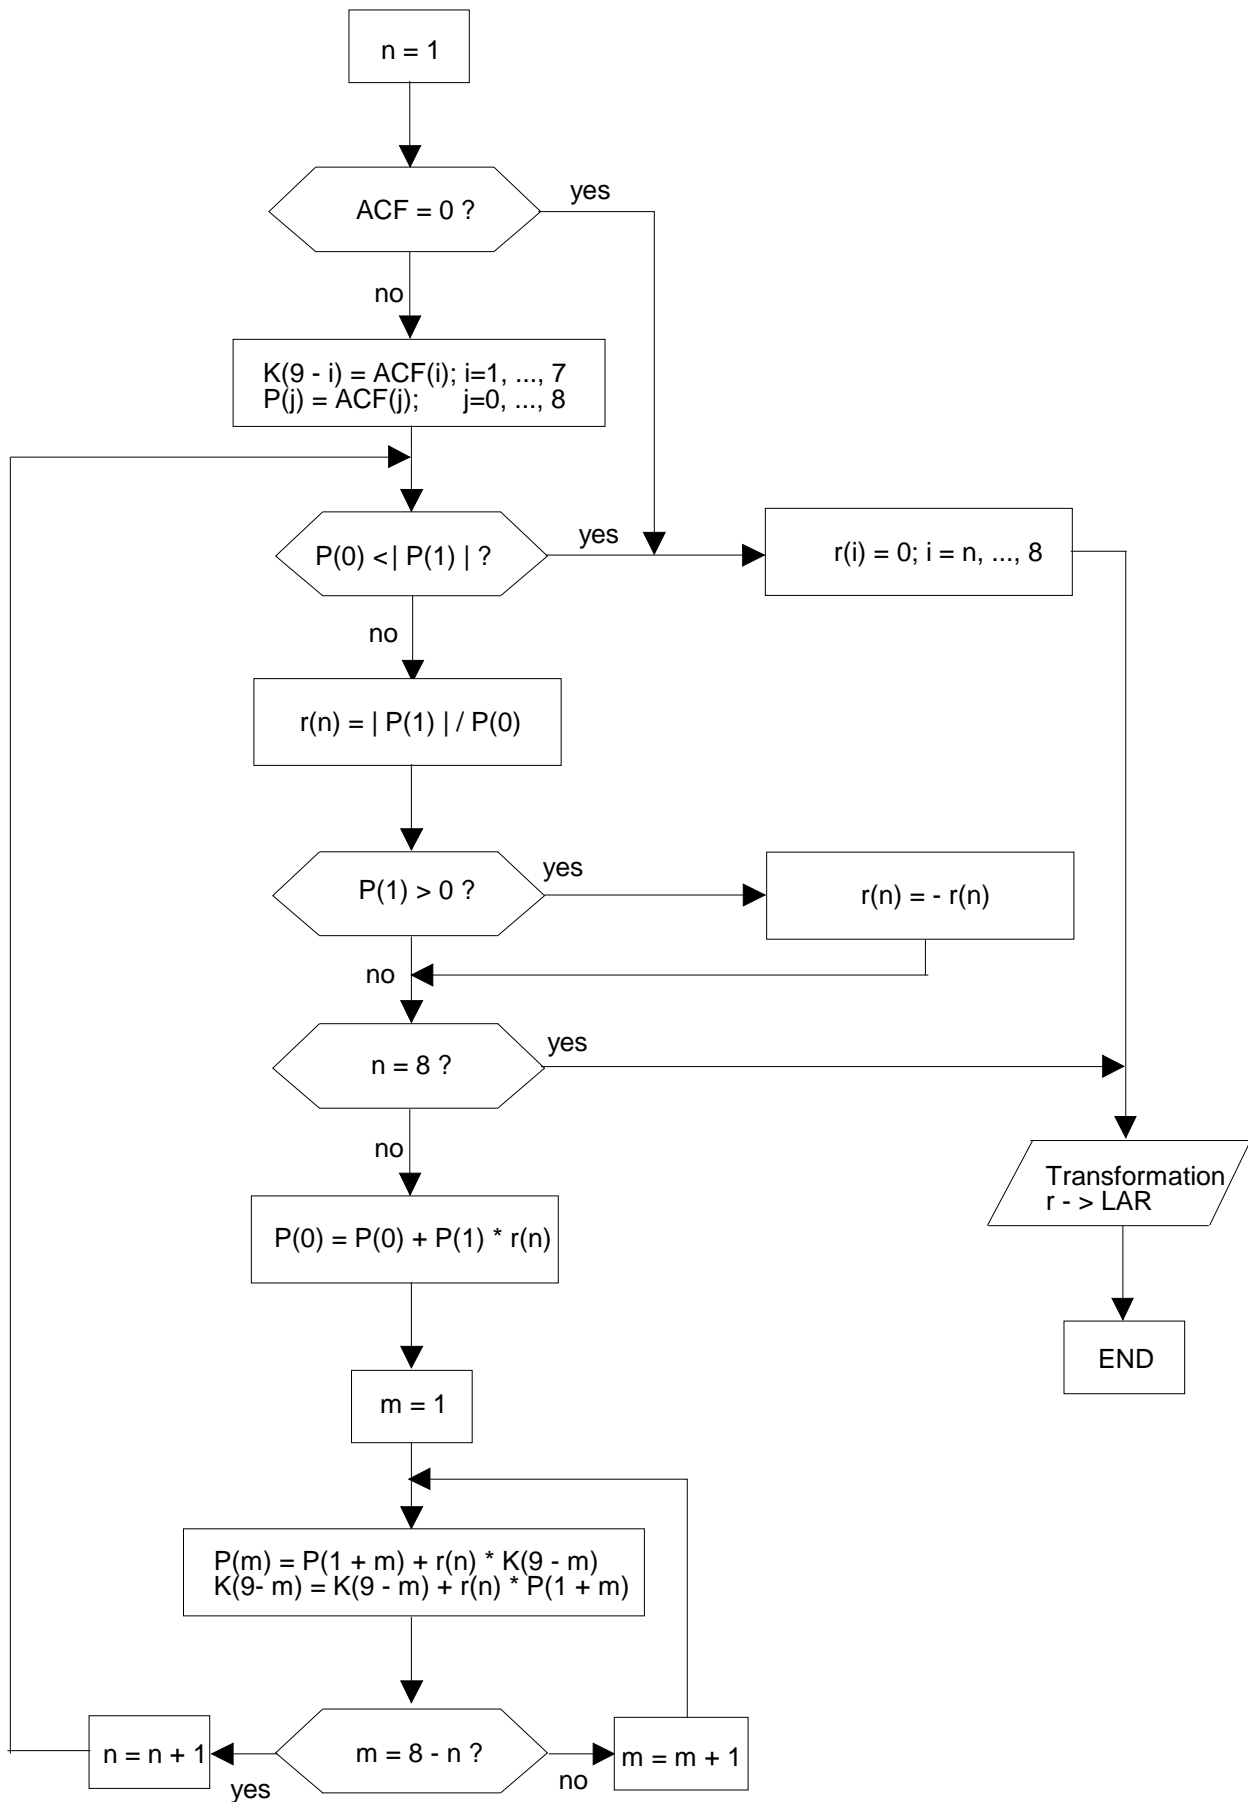 n = 1
ACF = 0 ?
yes
no
K(9 - i) = ACF(i); i=1, ..., 7
P(j) = ACF(j); j=0, ..., 8
P(0) <| P(1) | ?
yes
r(i) = 0; i = n, ..., 8
no
r(n) = | P(1) | / P(0)
P(1) > 0 ?
yes
r(n) = - r(n)
no
n = 8 ?
yes
no
Transformation
r - > LAR
P(0) = P(0) + P(1) * r(n)
END
m = 1
P(m) = P(1 + m) + r(n) * K(9 - m)
K(9- m) = K(9 - m) + r(n) * P(1 + m)
n = n + 1
yes
m = 8 - n ?
no
m = m + 1